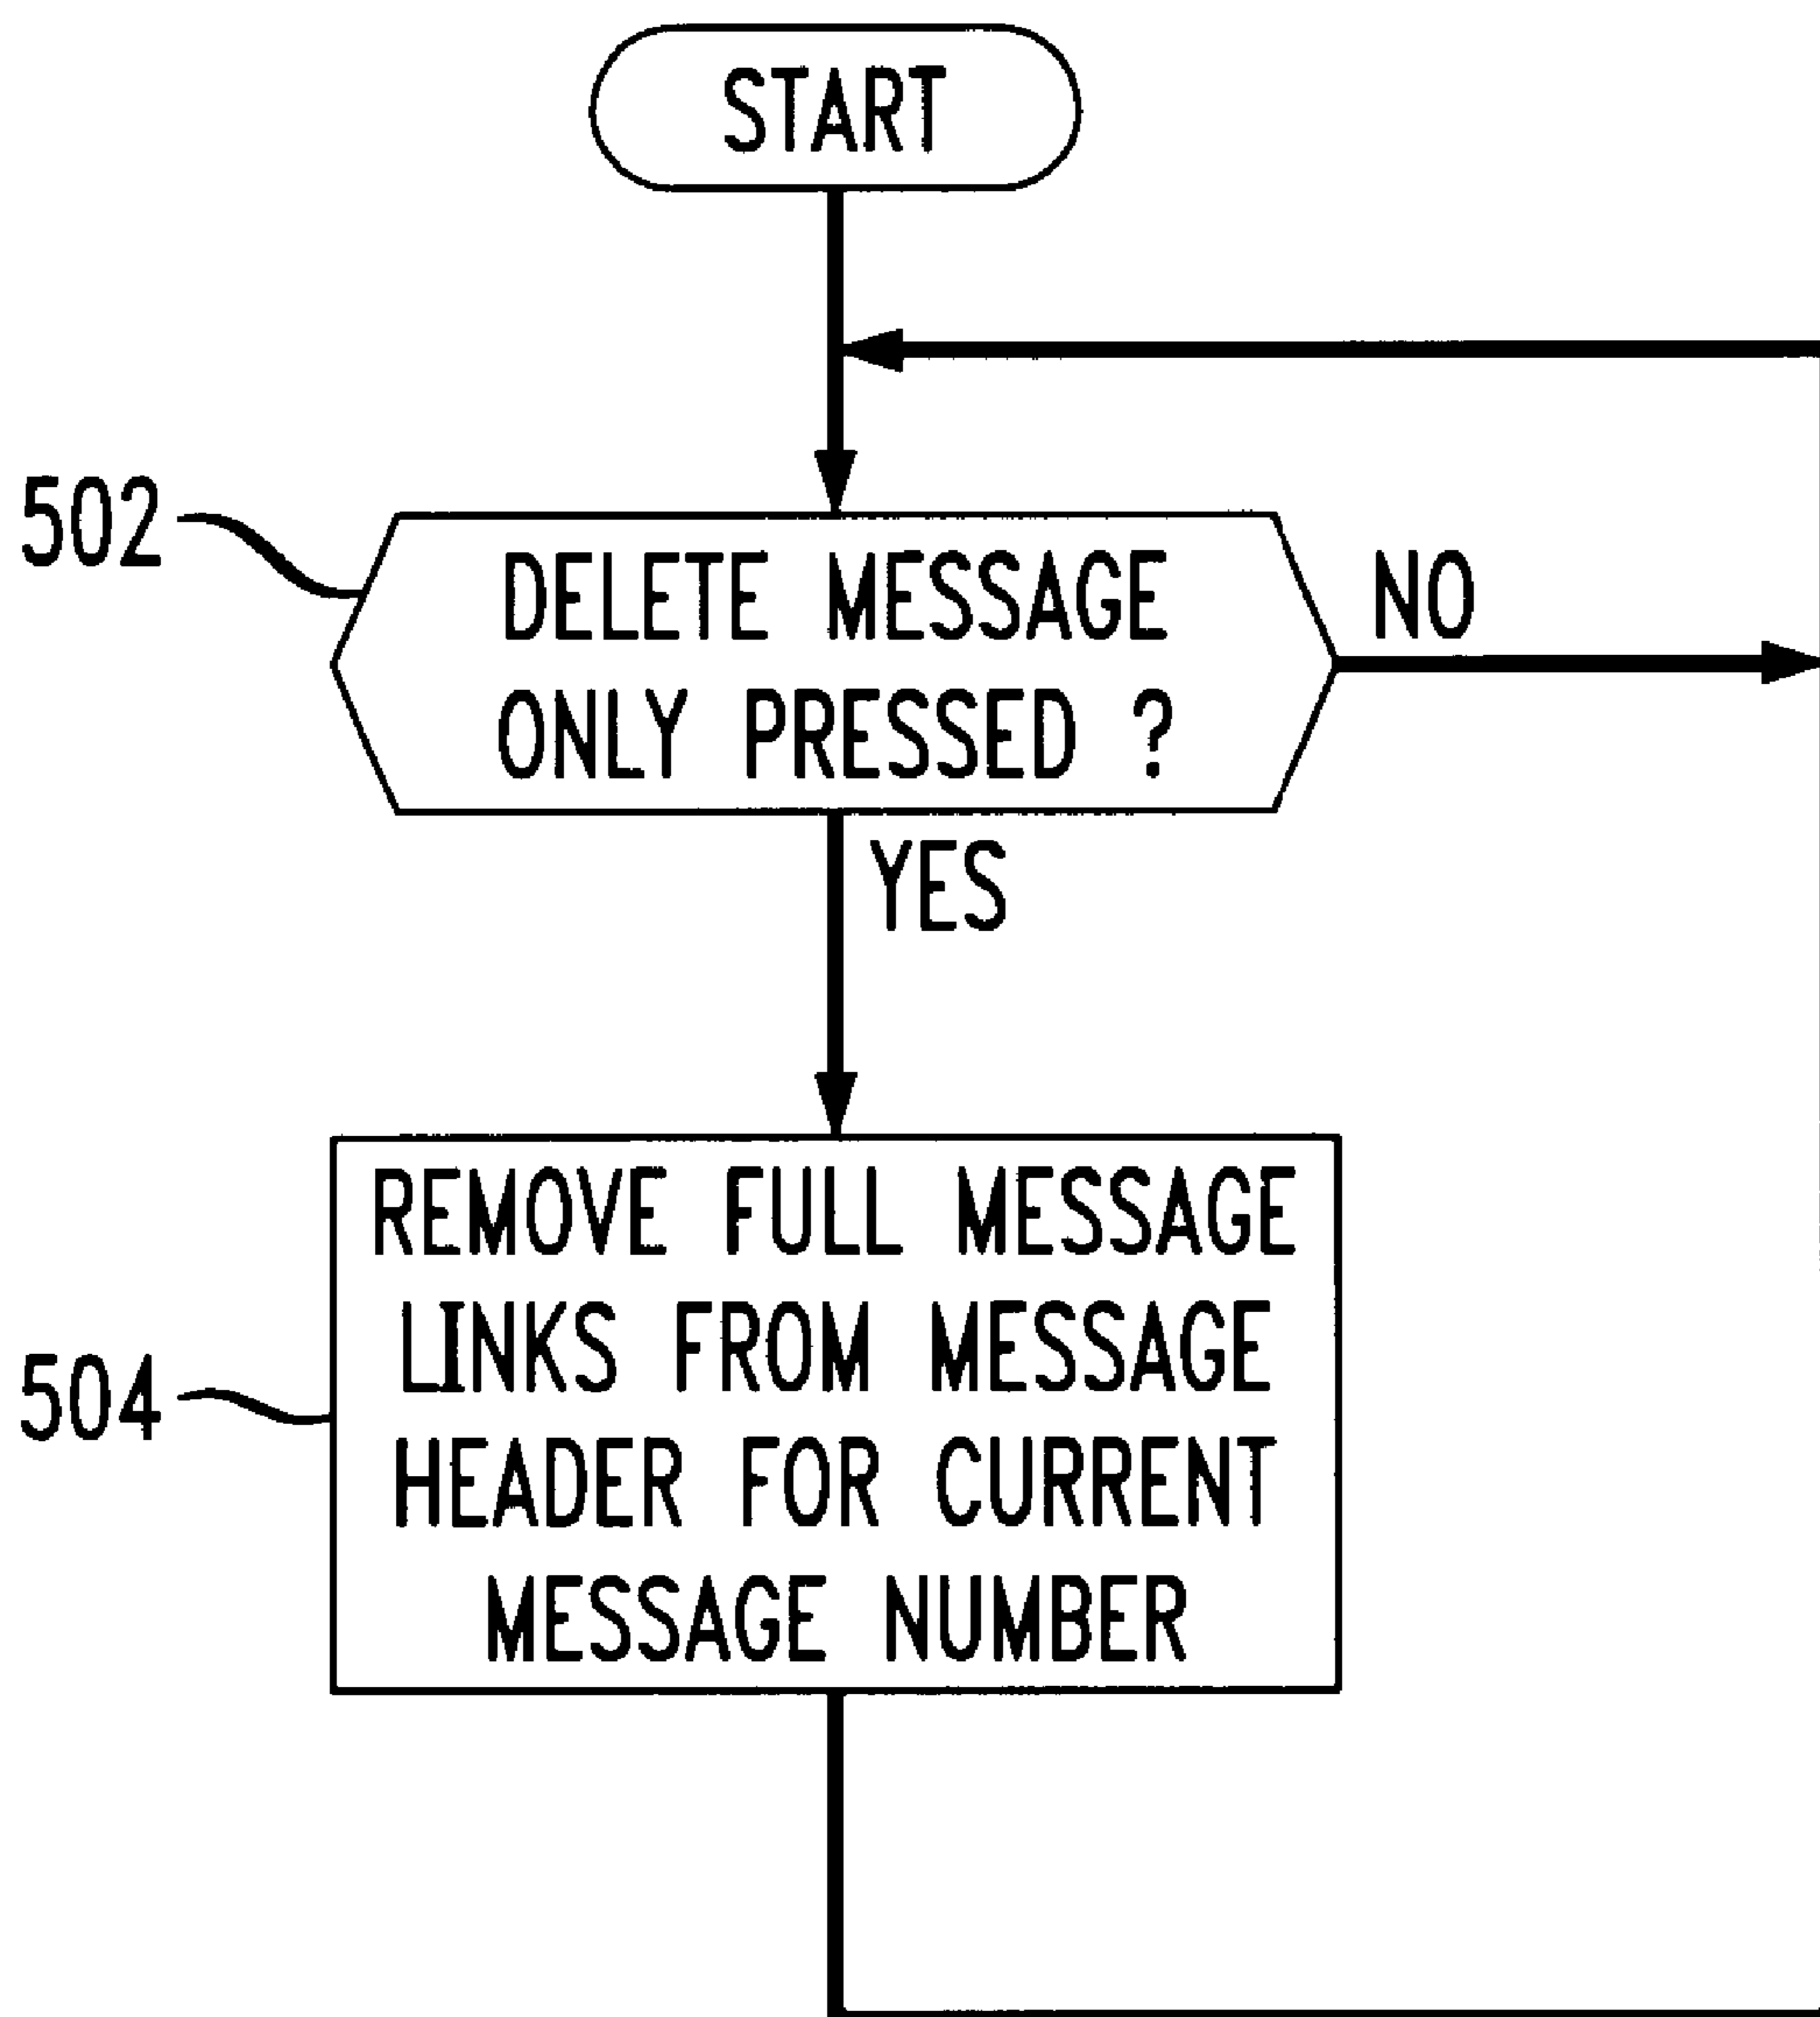 START
502
DELETE MESSAGE
ONLY PRESSED ?
NO
YES
504
REMOVE FULL MESSAGE
LINKS FROM MESSAGE
HEADER FOR CURRENT
MESSAGE NUMBER